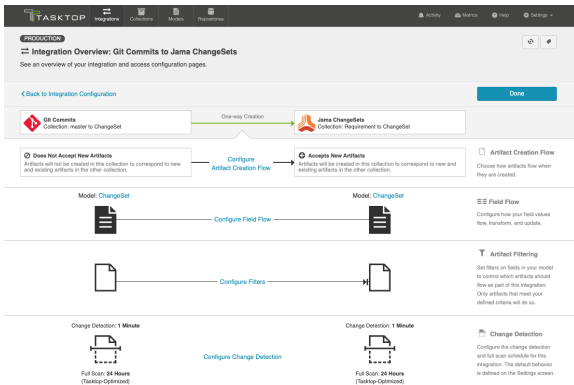 TASKTOP
Integrations
Collections
Models
Repositories
Activity
Metrics
Help
Settings
PRODUCTION
Integration Overview: Git Commits to Jama ChangeSets
See an overview of your integration and access configuration pages.
Back to Integration Configuration
Done
Git Commits
Collection: master to ChangeSet
One-way Creation
Jama ChangeSets
Collection: Requirement to ChangeSet
Does Not Accept New Artifacts
Artifacts will not be created in this collection to correspond to new
and existing artifacts in the other collection.
Configure
Artifact Creation Flow
Accepts New Artifacts
Artifacts will be created in this collection to correspond to new and
existing artifacts in the other collection.
Artifact Creation Flow
Choose how artifacts flow when
they are created.
Model: ChangeSet
Configure Field Flow
Model: ChangeSet
Field Flow
Configure how your field values
flow, transform, and update.
Configure Filters
Artifact Filtering
Set filters on fields in your model
to control which artifacts should
flow as part of this integration.
Only artifacts that meet your
defined criteria will do so.
Change Detection: 1 Minute
Full Scan: 24 Hours
(Tasktop-Optimized)
Configure Change Detection
Change Detection: 1 Minute
Full Scan: 24 Hours
(Tasktop-Optimized)
Change Detection
Configure the change detection
and full scan schedule for this
integration. The default behavior
is defined on the Settings screen.